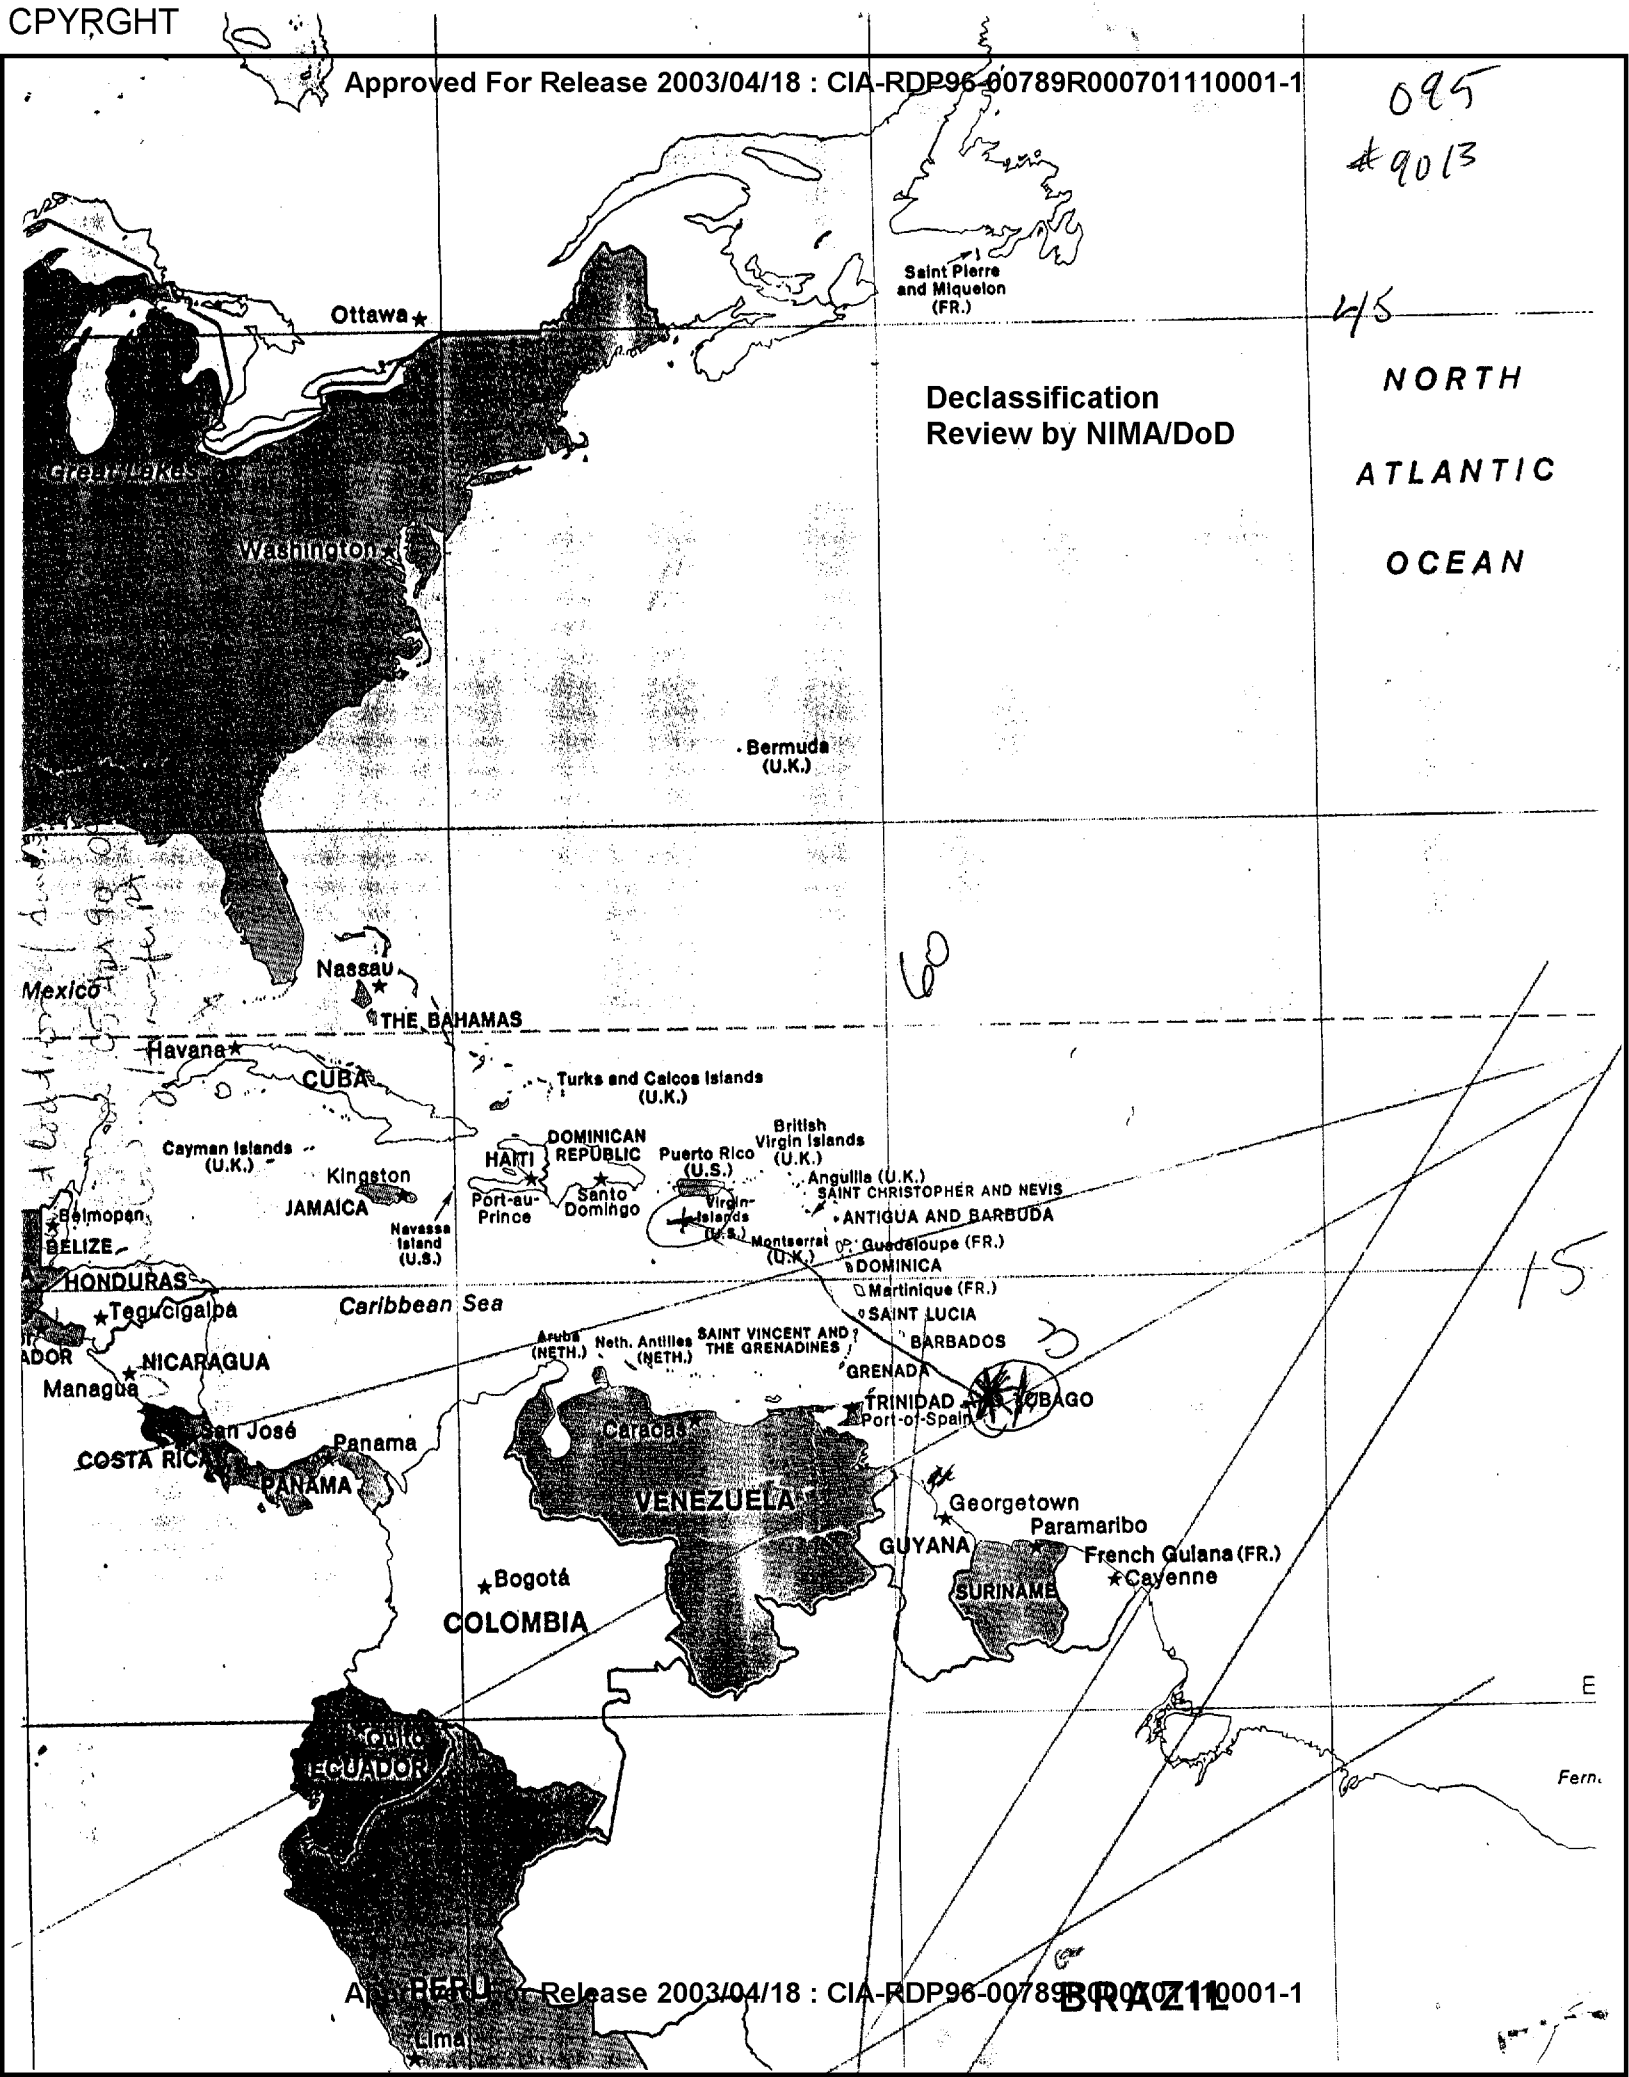 CPYRGHT
Approved For Release 2003/04/18 : CIA-RDP96-00789R000701110001-1
095
#9013
Saint Pierre
and Miquelon
(FR.)
Ottawa
45
NORTH
ATLANTIC
OCEAN
Declassification
Review by NIMA/DoD
Great Lakes
Washington
Bermuda
(U.K.)
60
Nassau
Mexico
THE BAHAMAS
Havana
CUBA
Turks and Caicos Islands
(U.K.)
Cayman Islands
(U.K.)
Kingston
JAMAICA
HAITI
Port-au-
Prince
DOMINICAN
REPUBLIC
Santo
Domingo
Puerto Rico
(U.S.)
British
Virgin Islands
(U.K.)
Anguilla (U.K.)
SAINT CHRISTOPHER AND NEVIS
Virgin
Islands
(U.S.)
ANTIGUA AND BARBUDA
Navassa
Island
(U.S.)
Montserrat
(U.K.)
Guadeloupe (FR.)
DOMINICA
Belmopan
BELIZE
HONDURAS
Tegucigalpa
Caribbean Sea
Martinique (FR.)
SAINT LUCIA
15
Aruba
(NETH.)
Neth. Antilles
(NETH.)
SAINT VINCENT AND
THE GRENADINES
BARBADOS
3
ADOR
NICARAGUA
Managua
GRENADA
TRINIDAD
TOBAGO
Port-of-Spain
San José
COSTA RICA
Panama
PANAMA
Caracas
VENEZUELA
Georgetown
Paramaribo
GUYANA
French Guiana (FR.)
Cayenne
SURINAME
Bogotá
COLOMBIA
E
Quito
ECUADOR
Fern.
PERU
BRAZIL
Approved For Release 2003/04/18 : CIA-RDP96-00789R000701110001-1
Lima